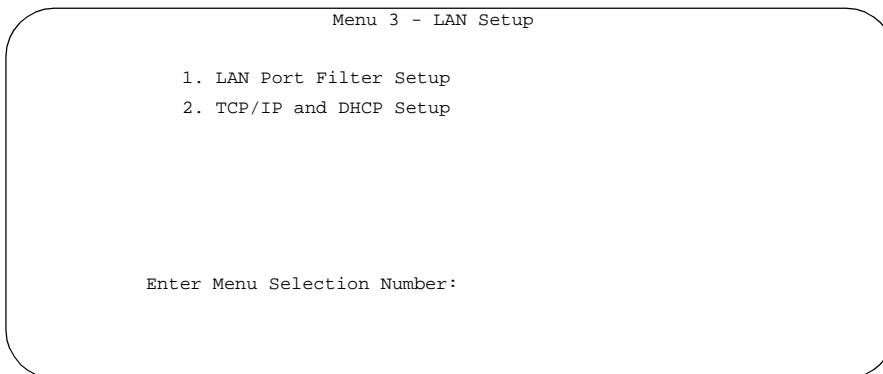 Menu 3 - LAN Setup
1. LAN Port Filter Setup
2. TCP/IP and DHCP Setup
Enter Menu Selection Number: